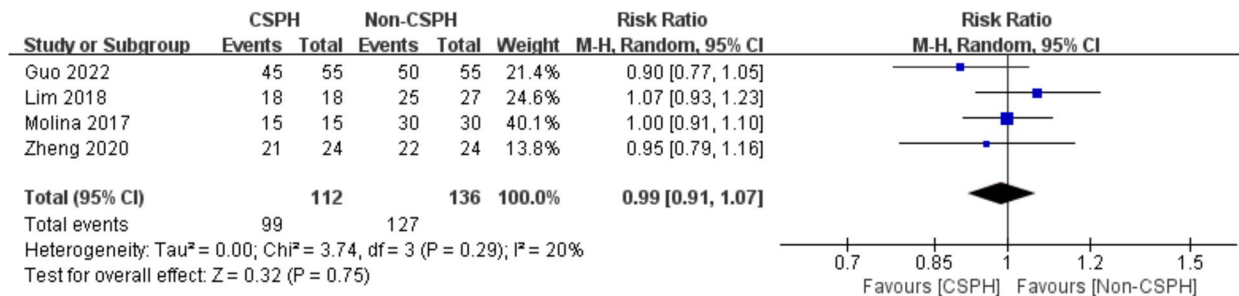 CSPH Non-CSPH Risk Ratio Risk Ratio
Study or Subgroup Events Total Events Total Weight M-H, Random, 95% CI M-H, Random, 95% CI
Guo 2022 45 55 50 55 21.4% 0.90 [0.77, 1.05]
Lim 2018 18 18 25 27 24.6% 1.07 [0.93, 1.23]
Molina 2017 15 15 30 30 40.1% 1.00 [0.91, 1.10]
Zheng 2020 21 24 22 24 13.8% 0.95 [0.79, 1.16]
Total (95% CI) 112 136 100.0% 0.99 [0.91, 1.07]
Total events 99 127
Heterogeneity: Tau² = 0.00; Chi² = 3.74, df = 3 (P = 0.29); I² = 20%
Test for overall effect: Z = 0.32 (P = 0.75)
0.7 0.85 1 1.2 1.5
Favours [CSPH] Favours [Non-CSPH]